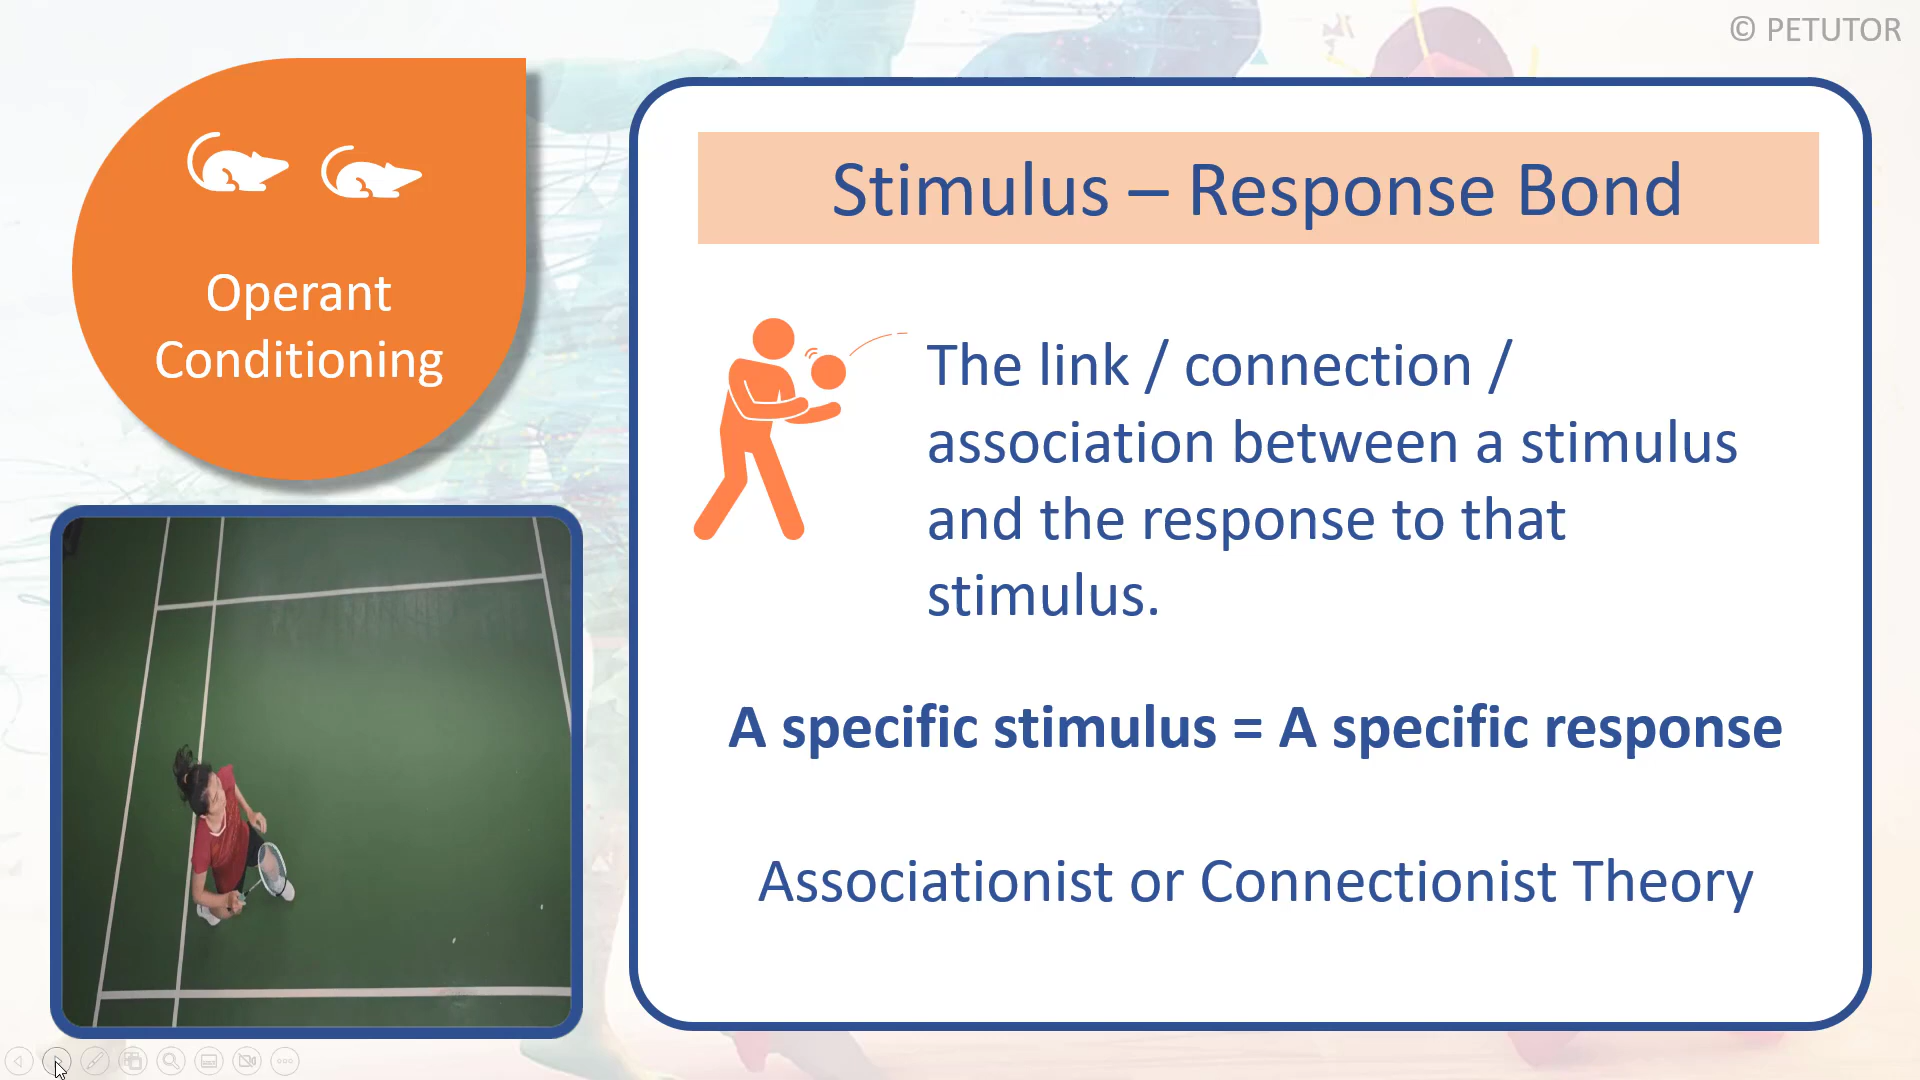 © PETUTOR
Operant
Conditioning
Stimulus – Response Bond
The link / connection /
association between a stimulus
and the response to that
stimulus.
A specific stimulus = A specific response
Associationist or Connectionist Theory